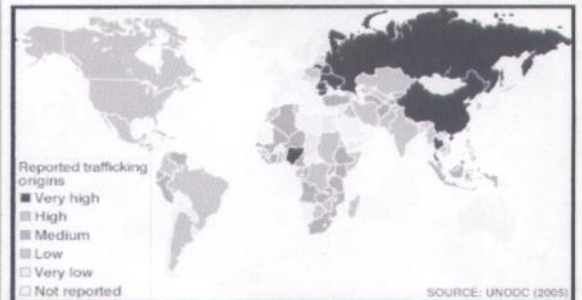 Reported trafficking
origins
Very high
High
Medium
Low
Very low
Not reported
SOURCE: UNODC (2005)